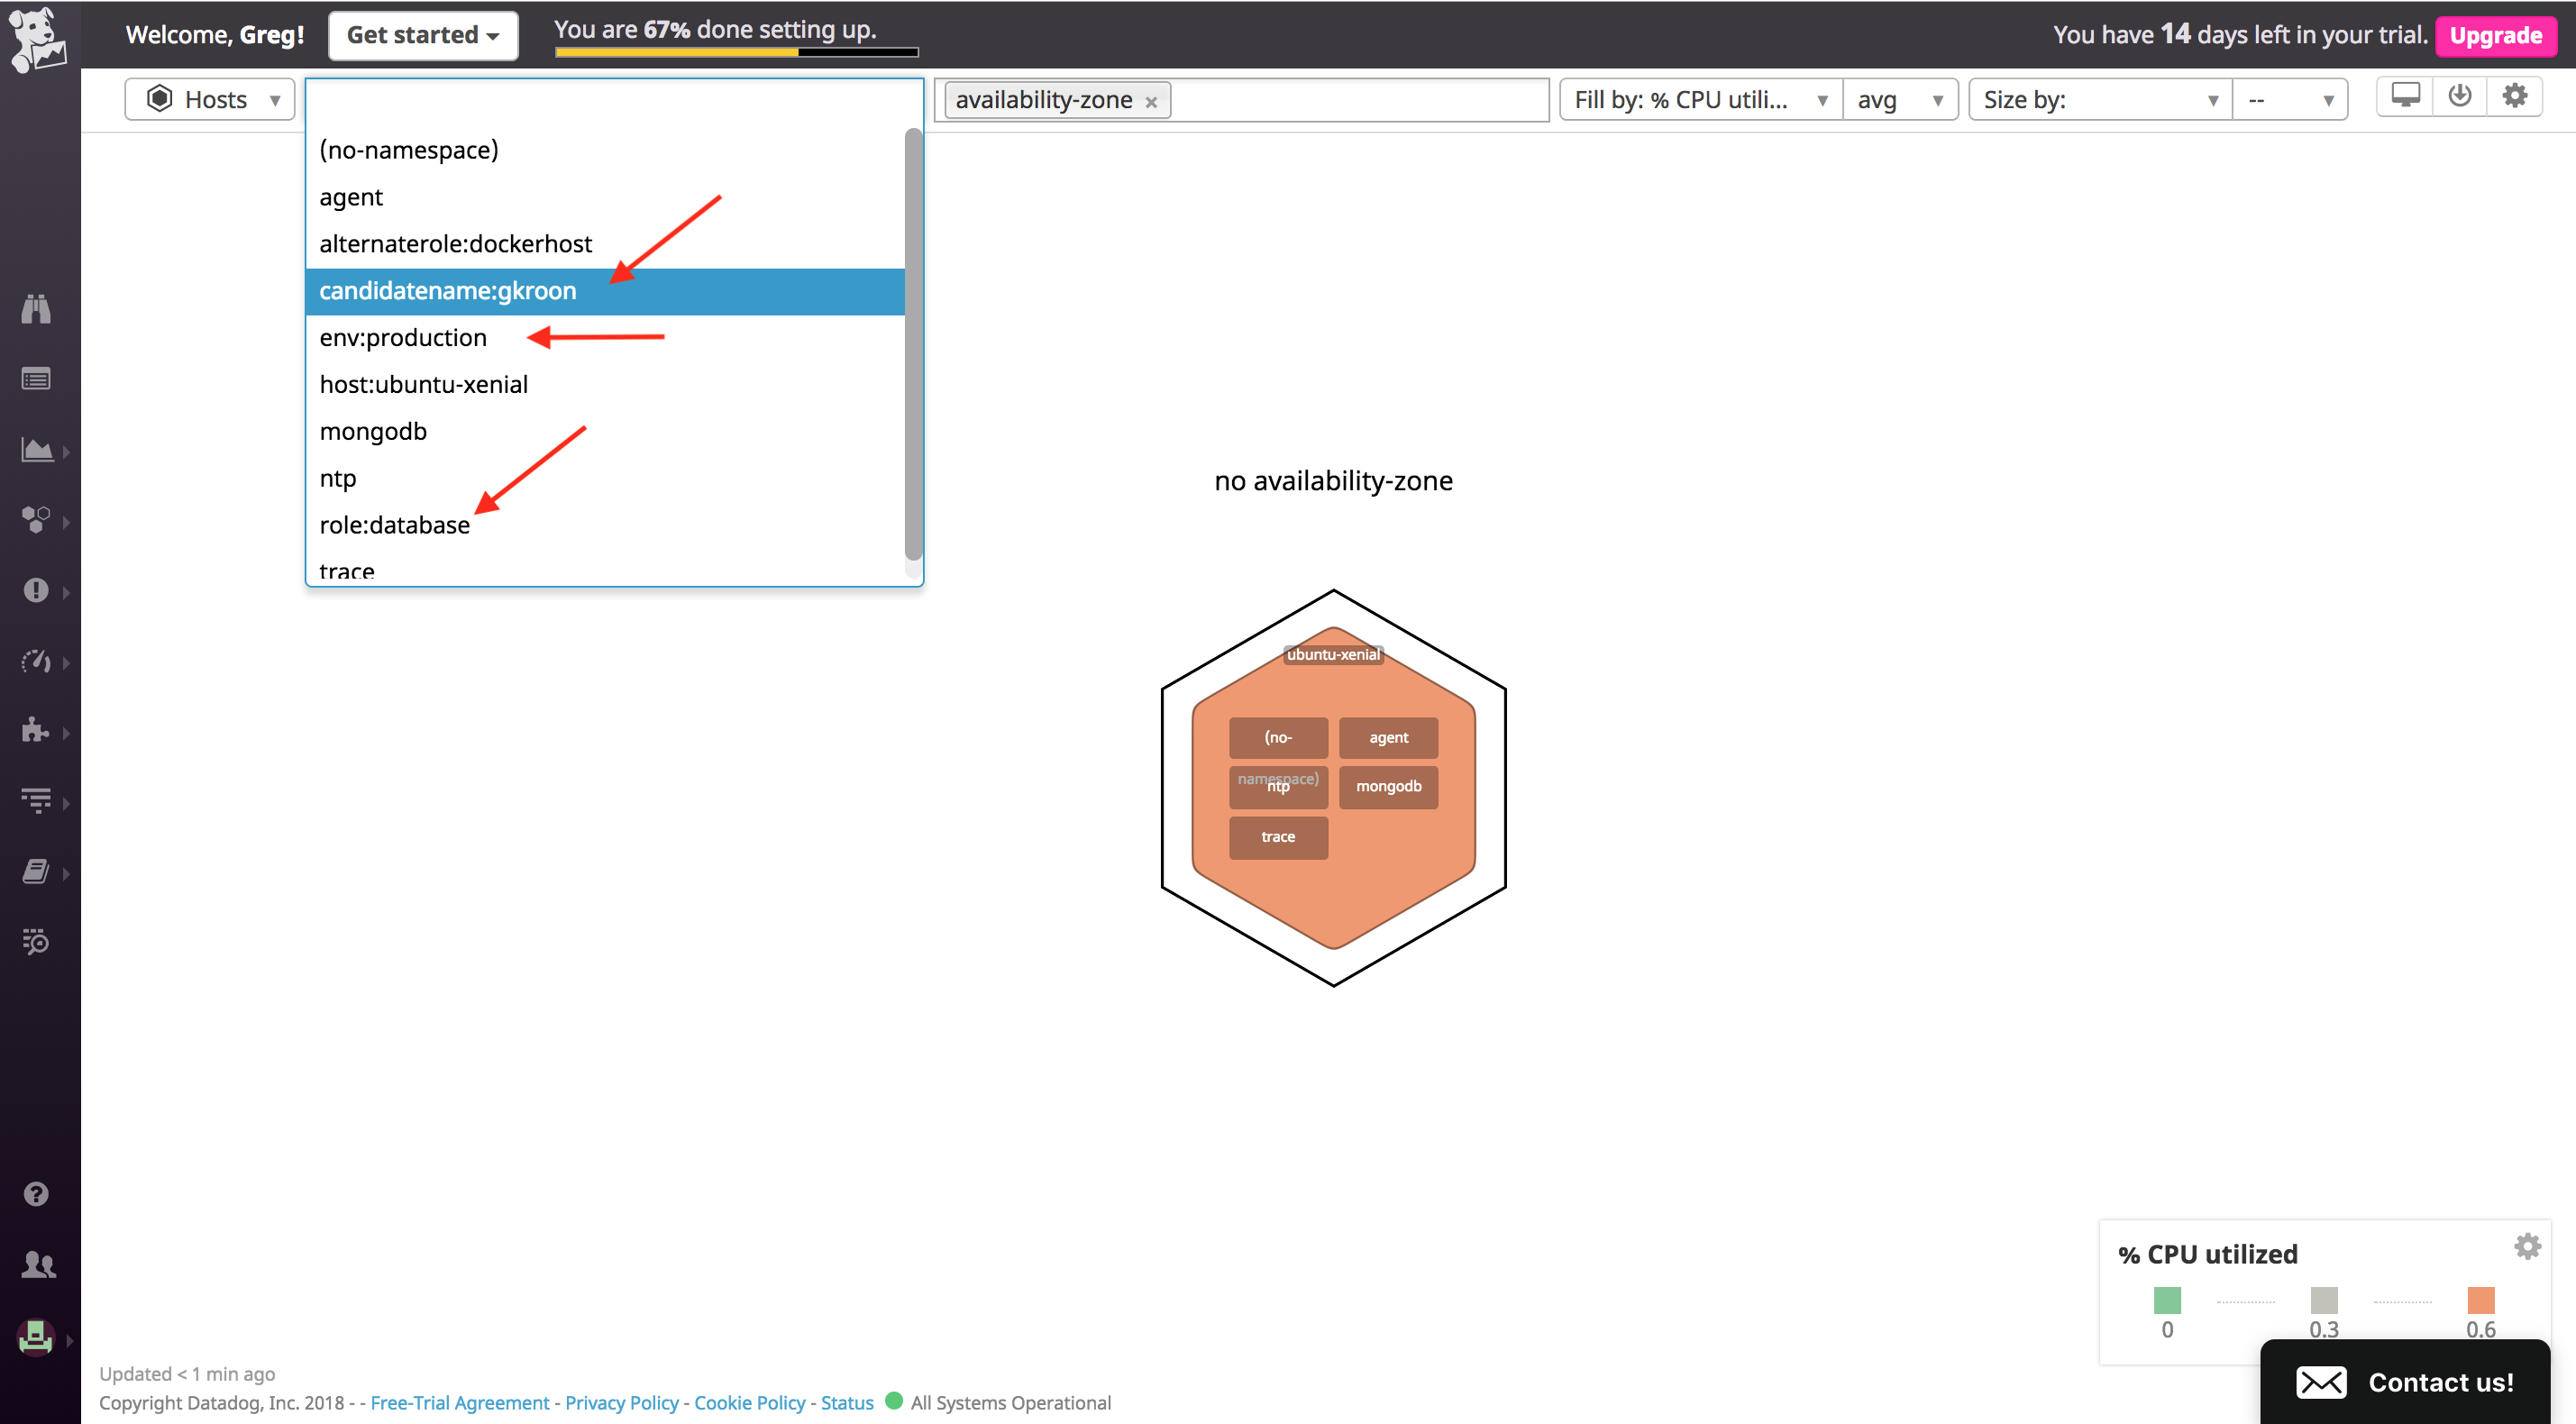 Welcome, Greg!
Get started
You are 67% done setting up.
You have 14 days left in your trial.
Upgrade
Hosts
availability-zone ×
Fill by: % CPU utili...
avg
Size by:
--
(no-namespace)
agent
alternaterole:dockerhost
candidatename:gkroon
env:production
host:ubuntu-xenial
mongodb
ntp
role:database
trace
no availability-zone
ubuntu-xenial
(no-
namespace)
agent
ntp
mongodb
trace
% CPU utilized
0
0.3
0.6
Contact us!
Updated < 1 min ago
Copyright Datadog, Inc. 2018 - - Free-Trial Agreement - Privacy Policy - Cookie Policy - Status All Systems Operational